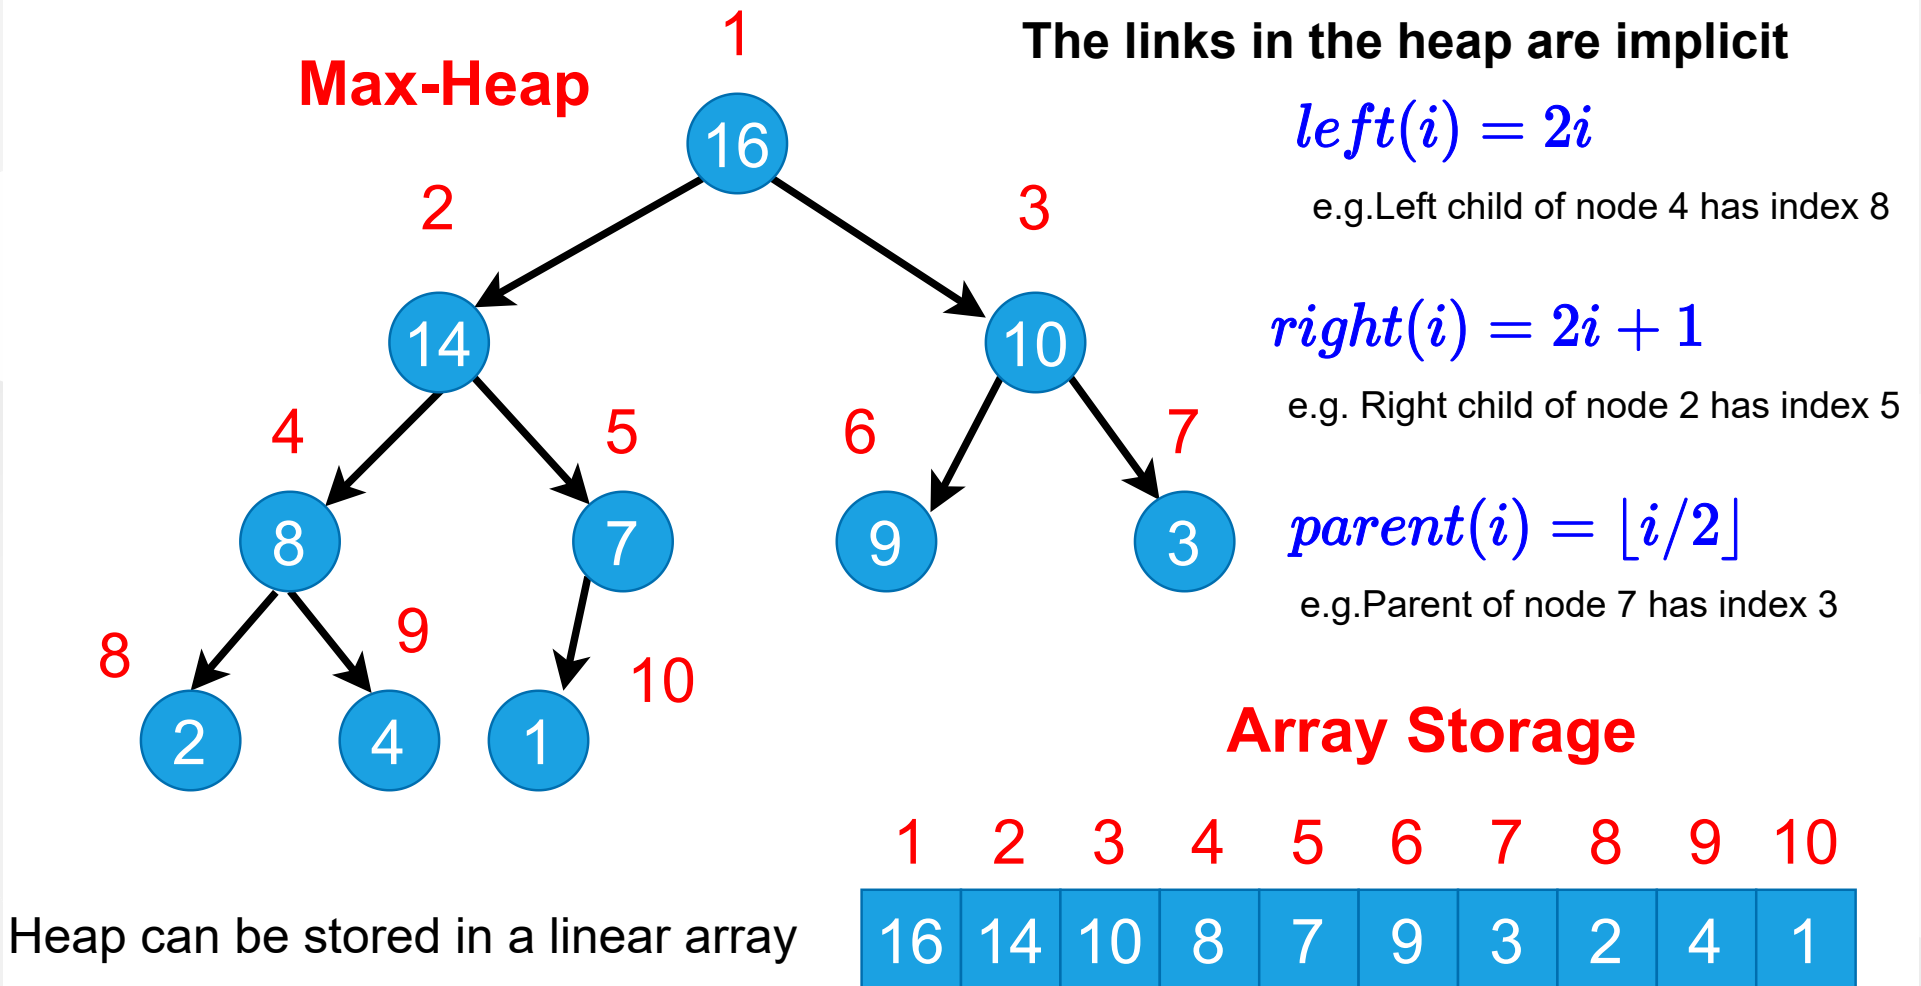 Max-Heap
1
16
2
3
14
10
4
5
6
7
8
7
9
3
8
9
10
2
4
1
The links in the heap are implicit
left(i) = 2i
e.g.Left child of node 4 has index 8
right(i) = 2i + 1
e.g. Right child of node 2 has index 5
parent(i) = ⌊i/2⌋
e.g.Parent of node 7 has index 3
Array Storage
1 2 3 4 5 6 7 8 9 10
Heap can be stored in a linear array
16 14 10 8 7 9 3 2 4 1